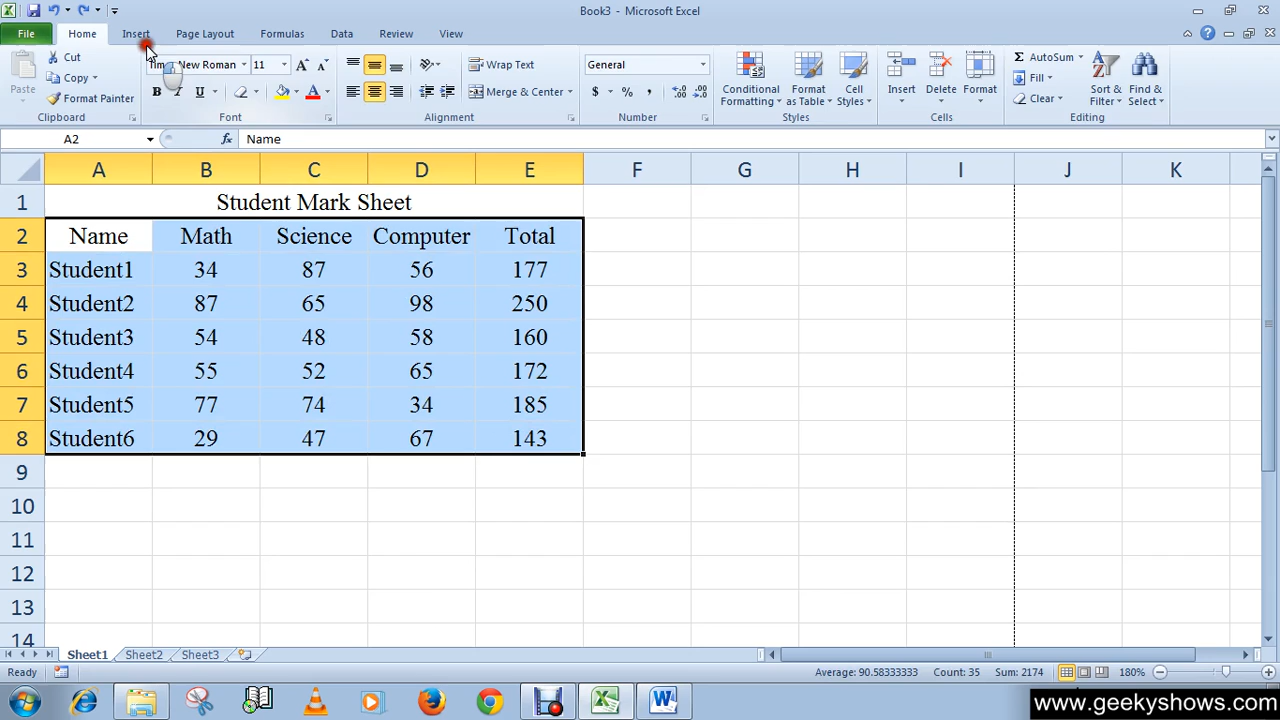 Book3 - Microsoft Excel
File Home Insert Page Layout Formulas Data Review View
Cut
Copy
Format Painter
Paste
Clipboard
New Roman 11
B U A
Font
Wrap Text
Merge & Center
Alignment
General
$ % ,
Number
Conditional Formatting
Format as Table
Cell Styles
Styles
Insert Delete Format
Cells
Σ AutoSum
Fill
Clear
Sort & Filter
Find & Select
Editing
A2 fx Name
A B C D E F G H I J K
1 Student Mark Sheet
2 Name Math Science Computer Total
3 Student1 34 87 56 177
4 Student2 87 65 98 250
5 Student3 54 48 58 160
6 Student4 55 52 65 172
7 Student5 77 74 34 185
8 Student6 29 47 67 143
9
10
11
12
13
14
Sheet1 Sheet2 Sheet3
Ready Average: 90.58333333 Count: 35 Sum: 2174 180%
www.geekyshows.com